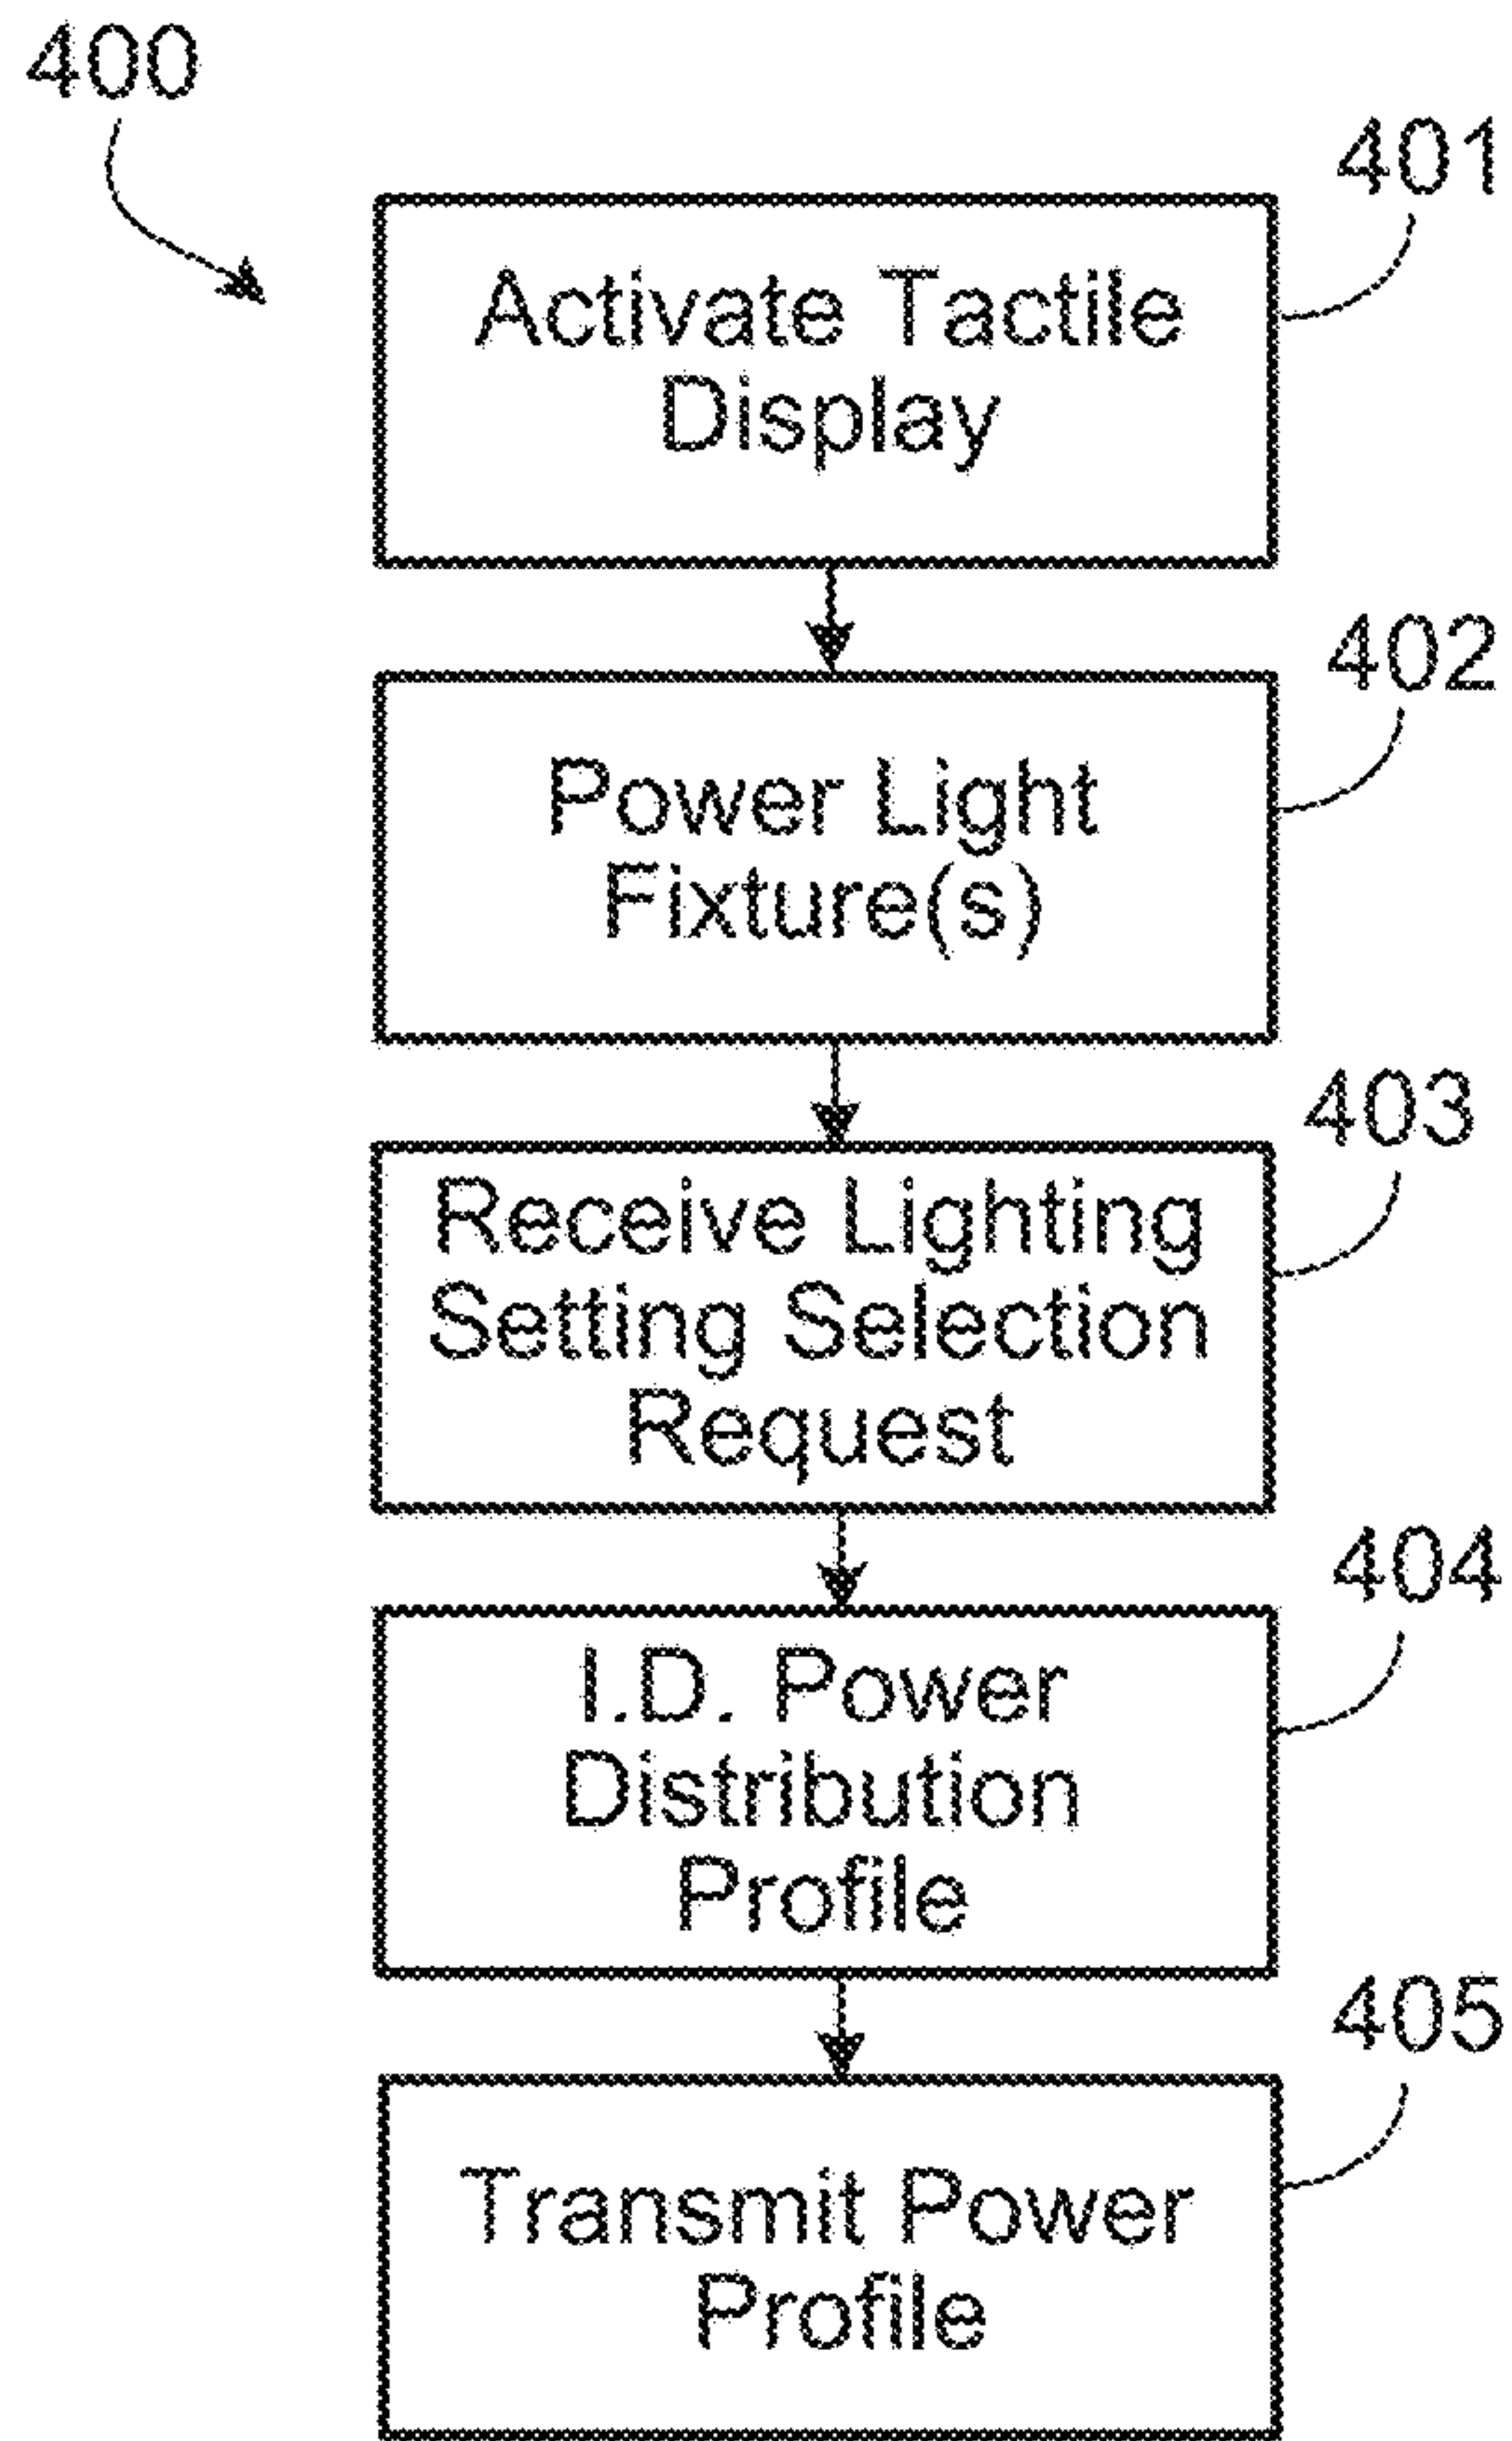 400
401
Activate Tactile
Display
402
Power Light
Fixture(s)
403
Receive Lighting
Setting Selection
Request
404
I.D. Power
Distribution
Profile
405
Transmit Power
Profile